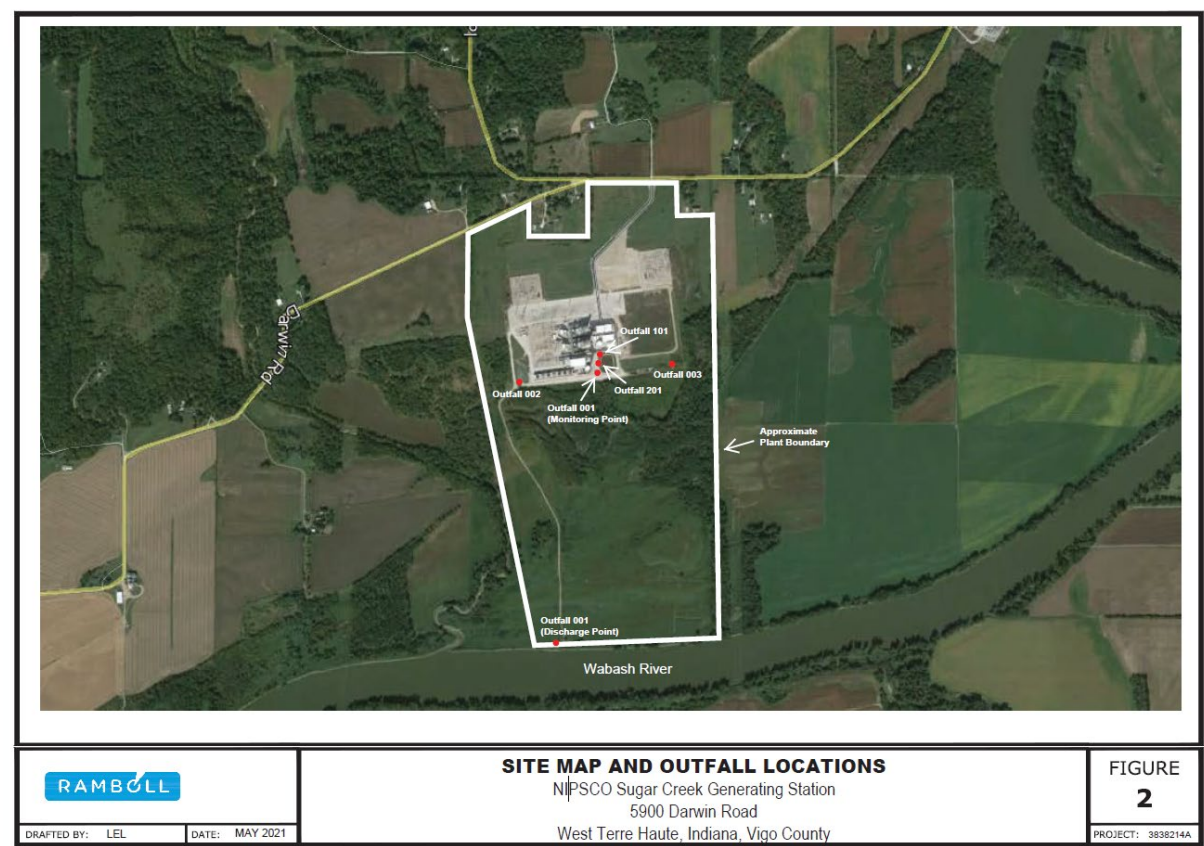 Darwin Rd
Outfall 101
Outfall 003
Outfall 201
Outfall 002
Outfall 001
(Monitoring Point)
Approximate
Plant Boundary
Outfall 001
(Discharge Point)
Wabash River
RAMBOLL
DRAFTED BY: LEL
DATE: MAY 2021
SITE MAP AND OUTFALL LOCATIONS
NIPSCO Sugar Creek Generating Station
5900 Darwin Road
West Terre Haute, Indiana, Vigo County
FIGURE
2
PROJECT: 3838214A